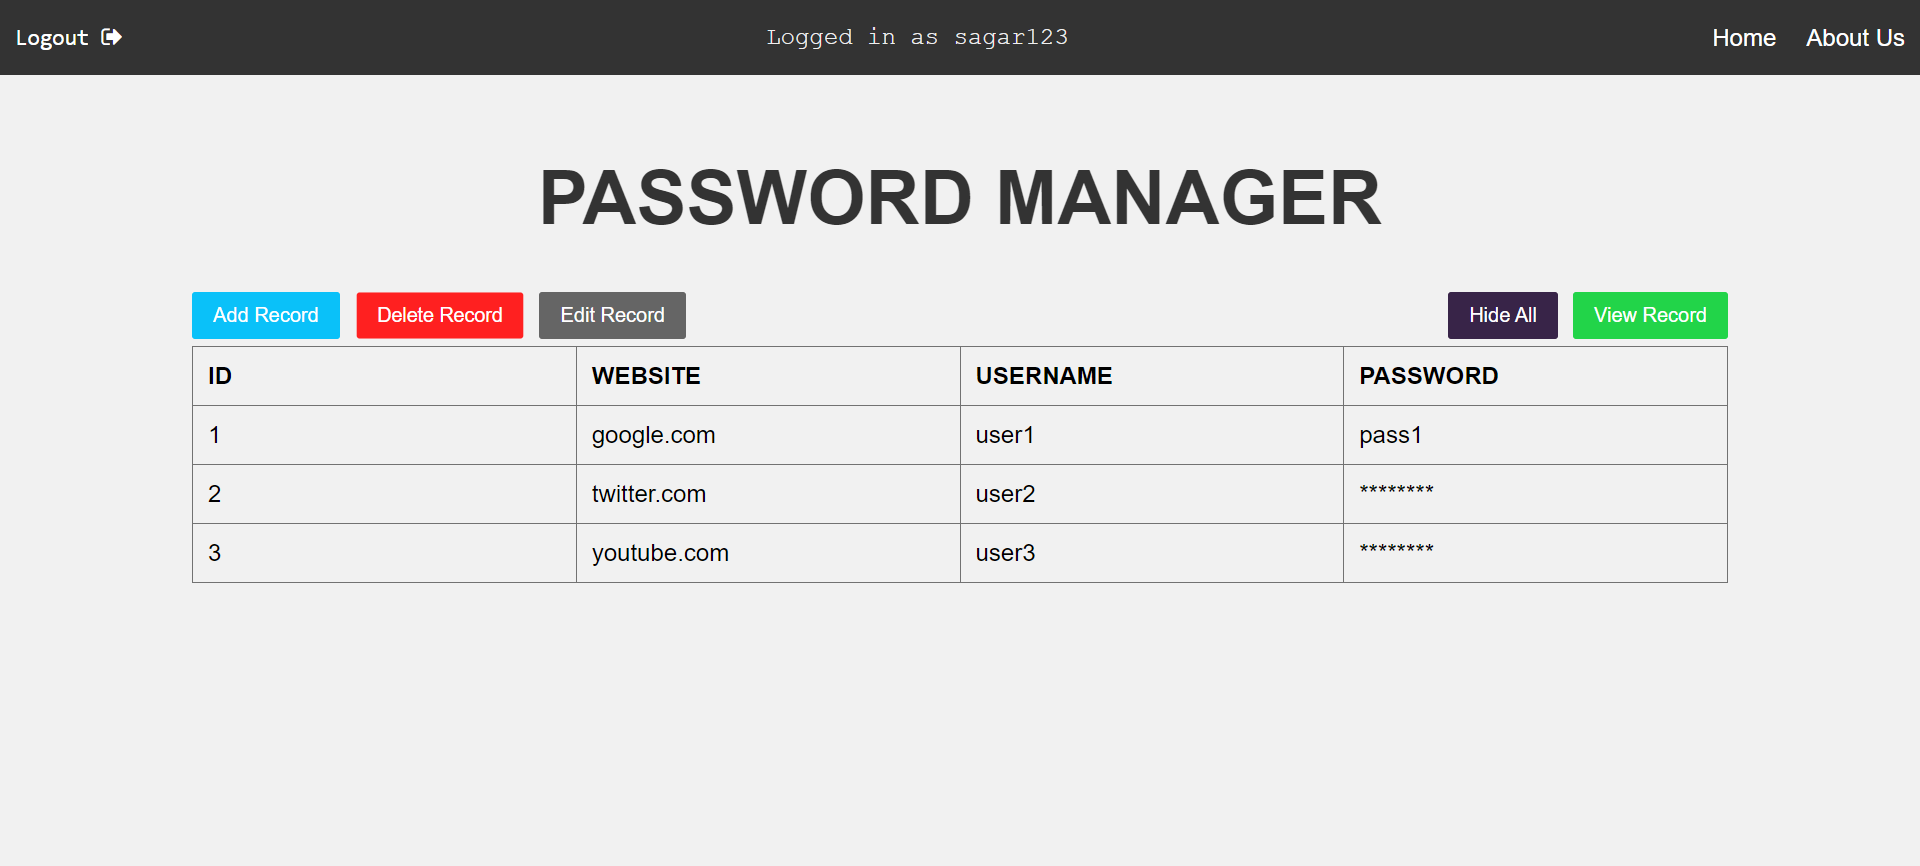 Logout Logged in as sagar123 Home About Us
PASSWORD MANAGER
Add Record Delete Record Edit Record Hide All View Record
ID WEBSITE USERNAME PASSWORD
1 google.com user1 pass1
2 twitter.com user2 ********
3 youtube.com user3 ********